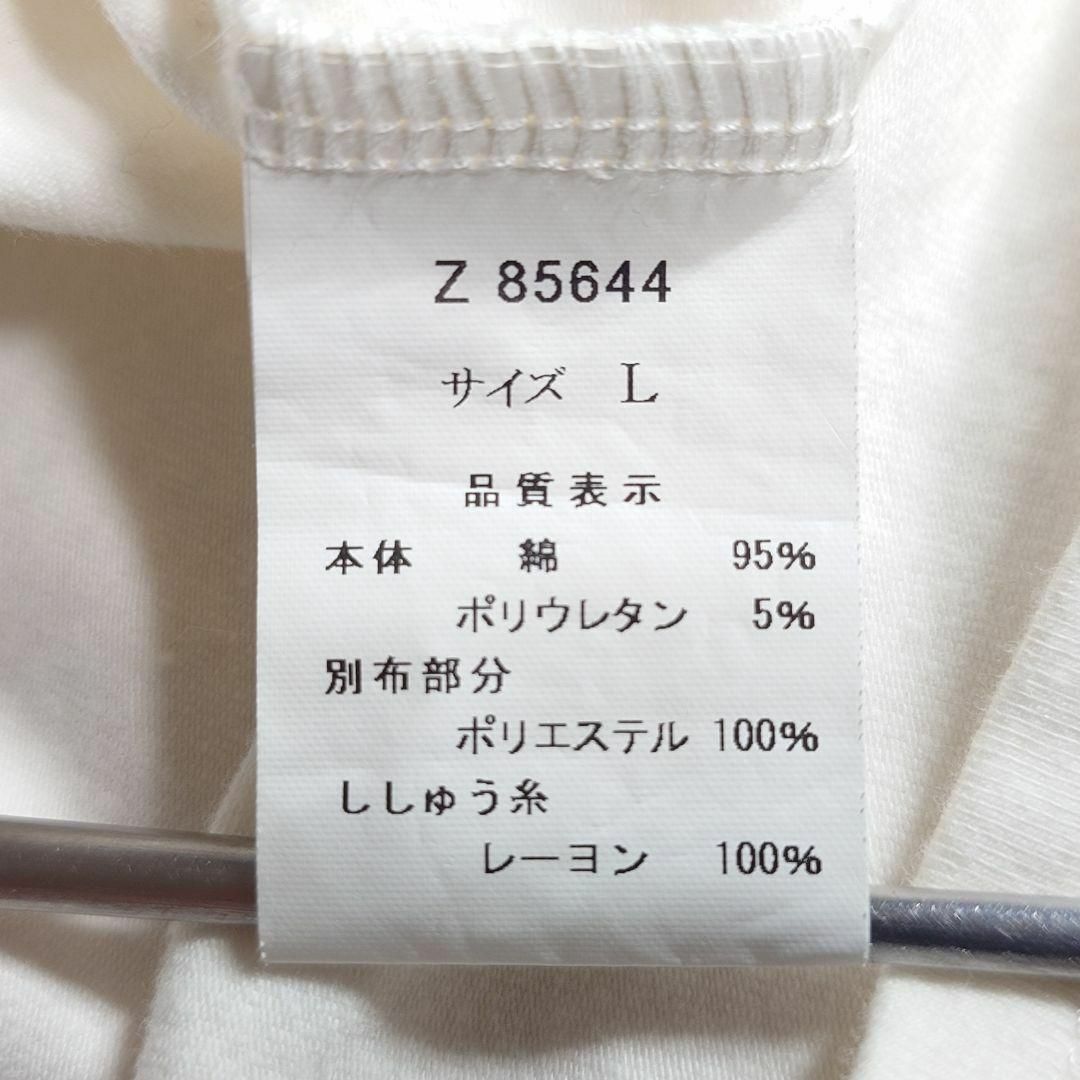 Z 85644
サイズ L
品質表示
本体 綿 95%
ポリウレタン 5%
別布部分
ポリエステル 100%
ししゅう糸
レーヨン 100%